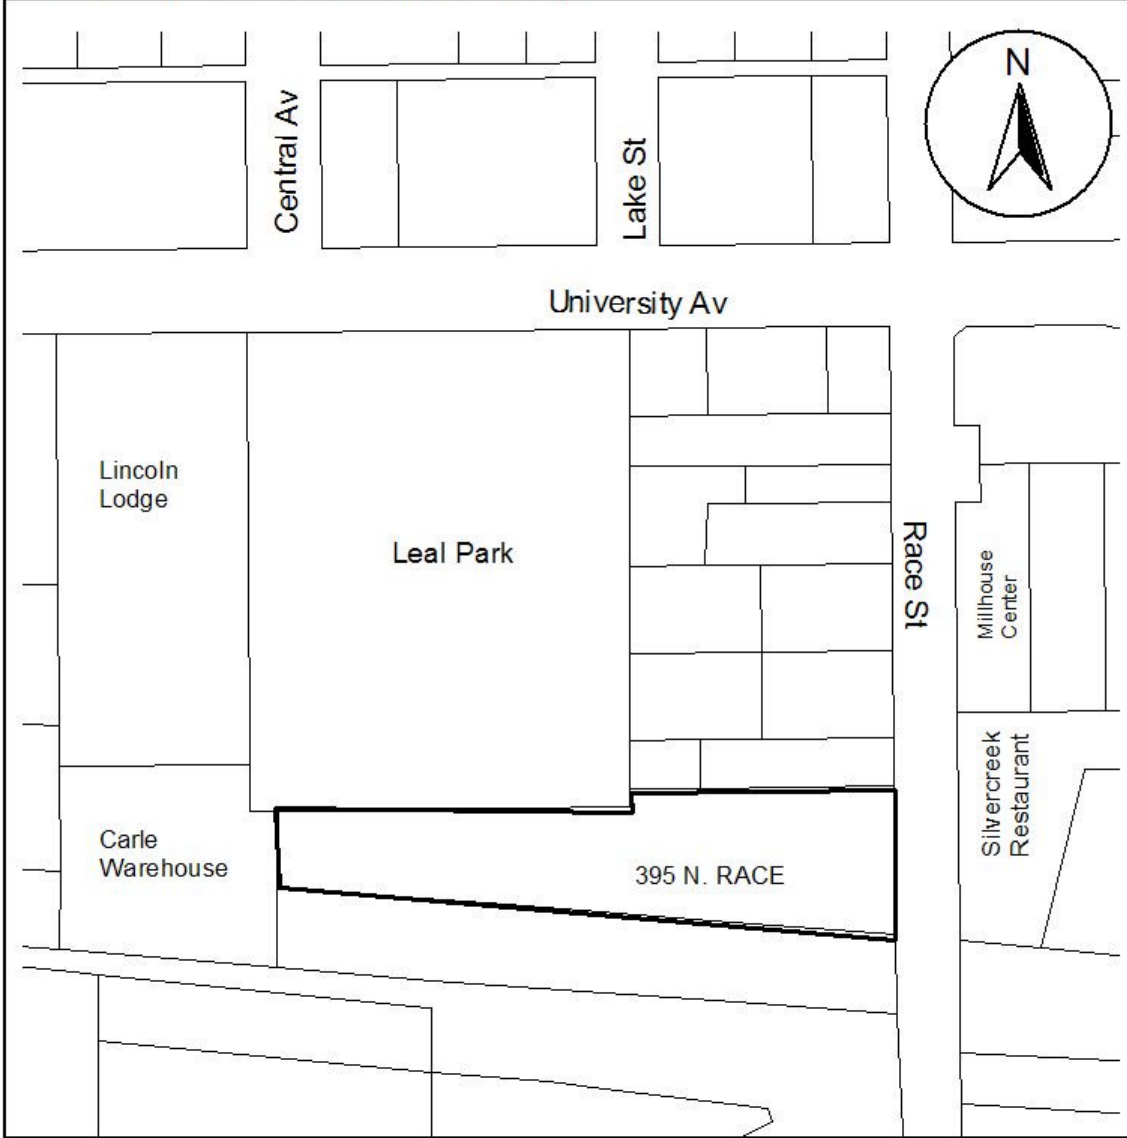 N
Central Av
Lake St
University Av
Lincoln
Lodge
Leal Park
Race St
Millhouse
Center
Silvercreek
Restaurant
Carle
Warehouse
395 N. RACE